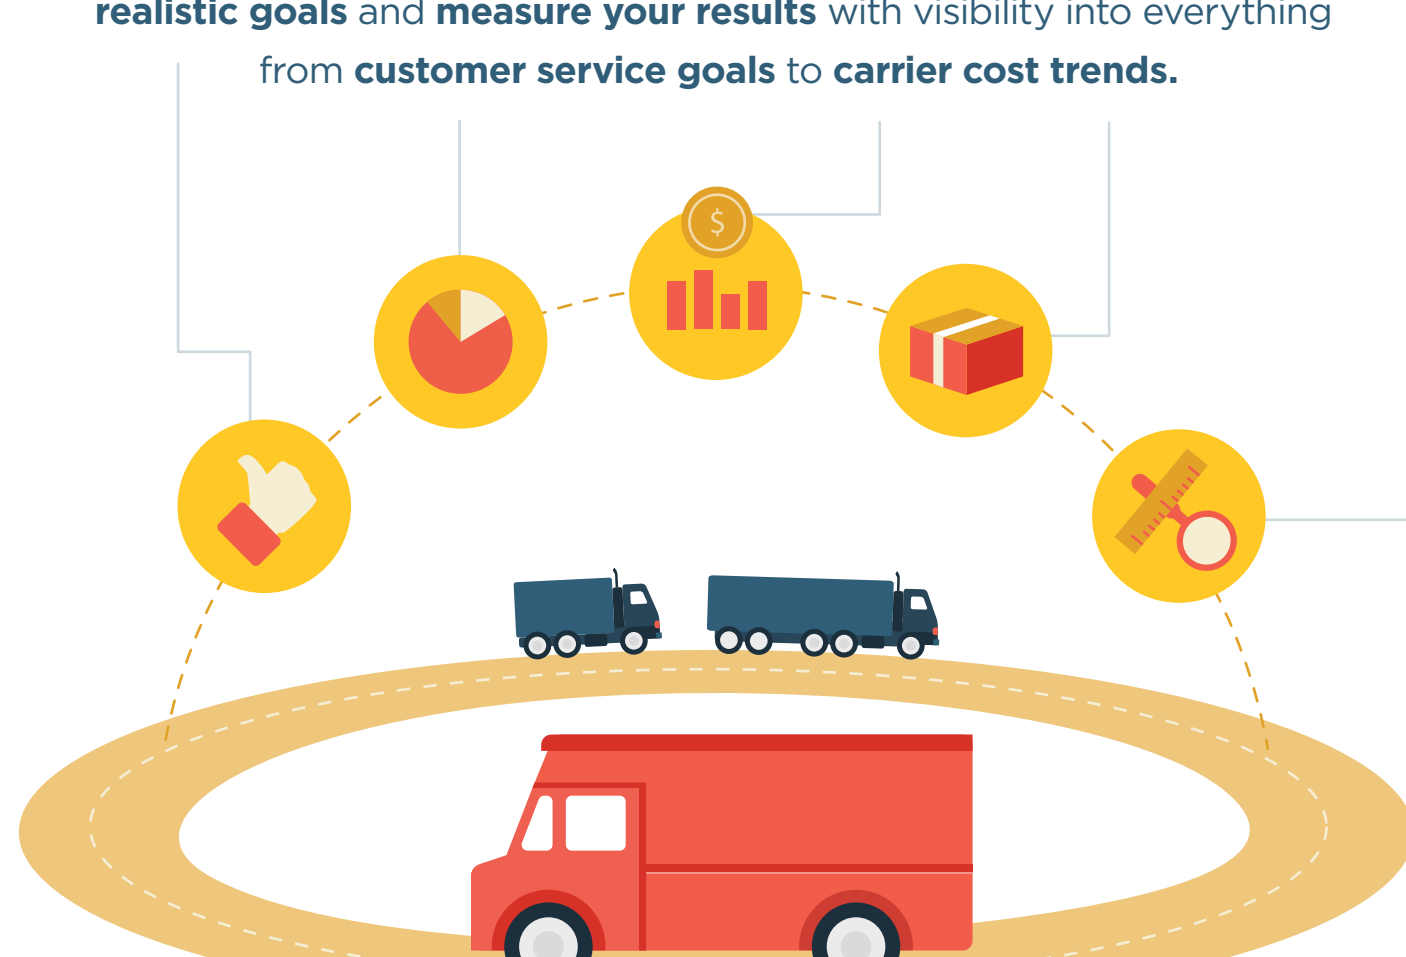 realistic goals and measure your results with visibility into everything
from customer service goals to carrier cost trends.
$